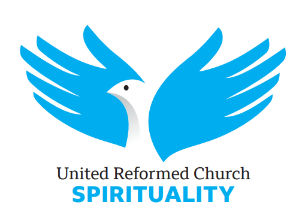 United Reformed Church
SPIRITUALITY